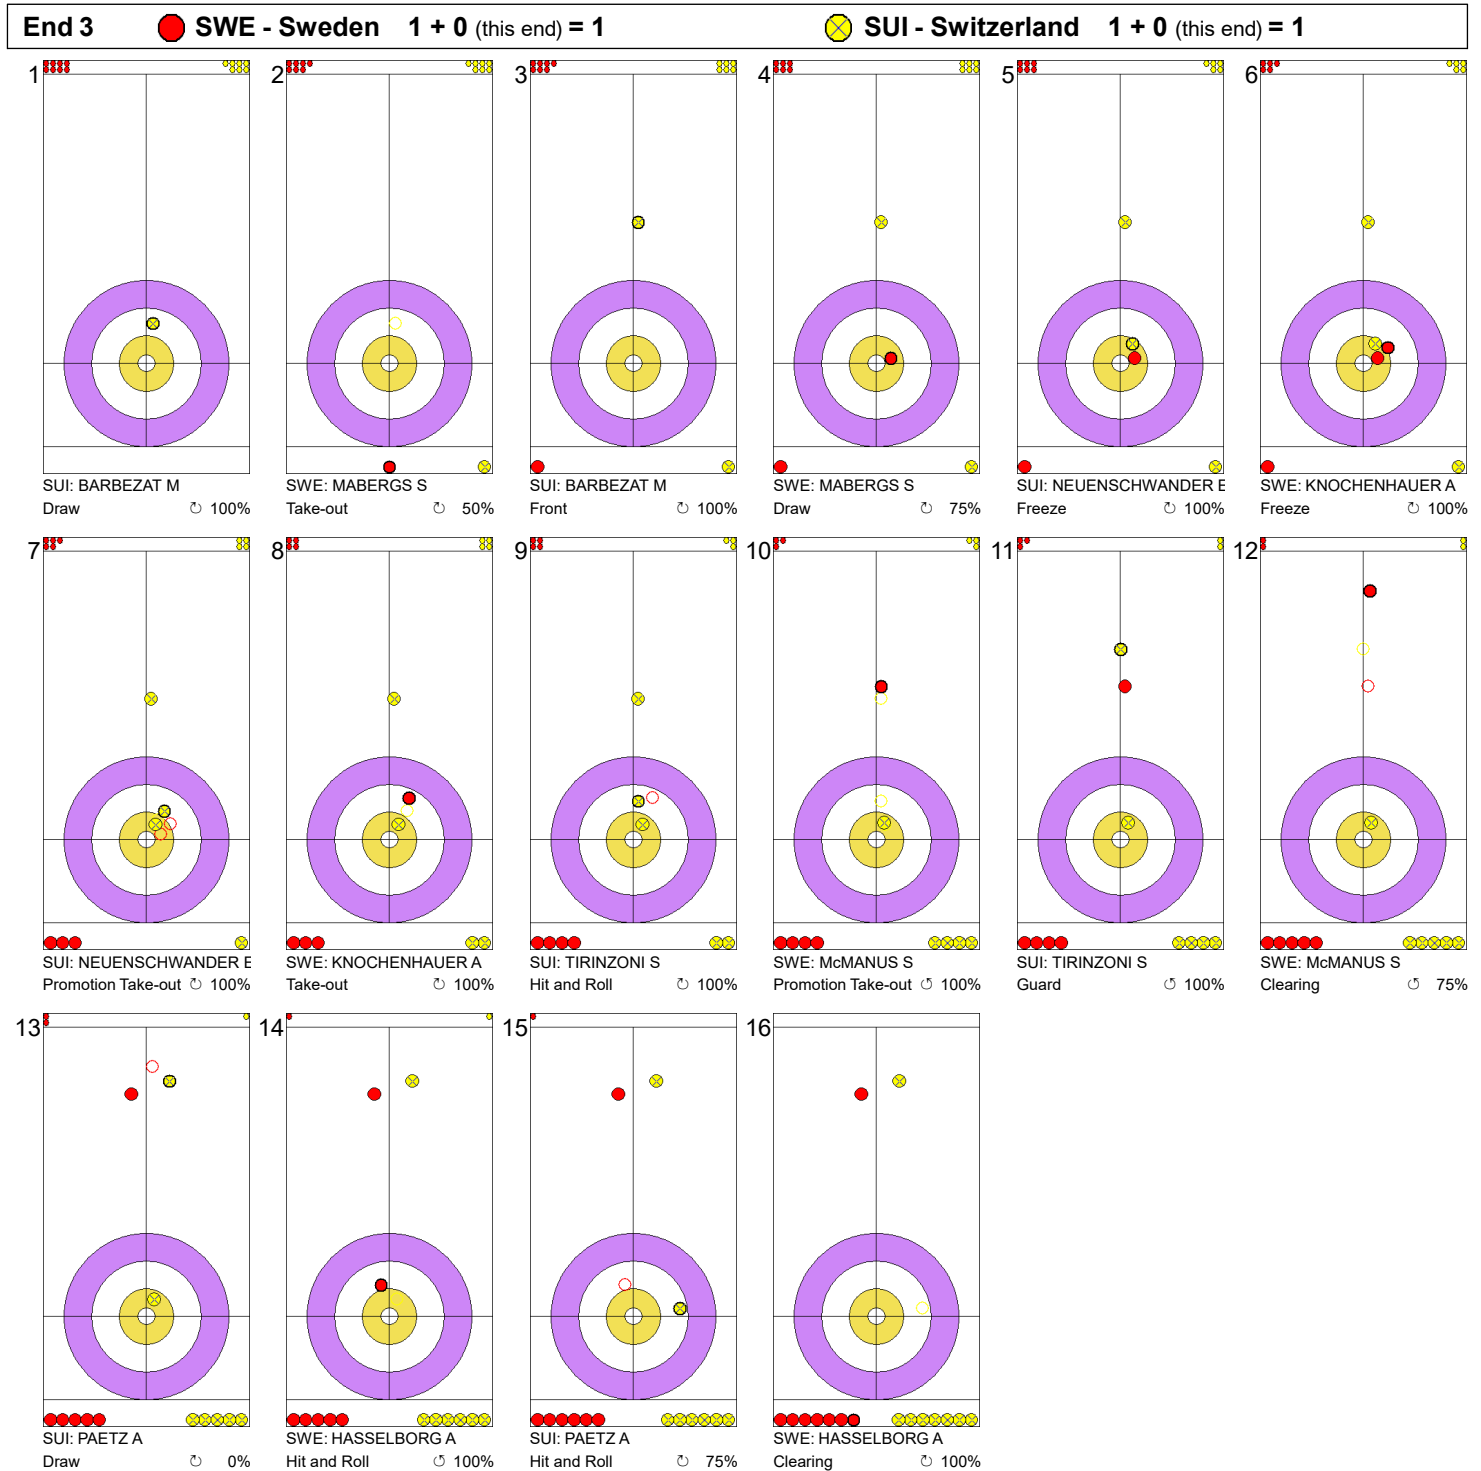 End 3 SWE - Sweden 1 + 0 (this end) = 1 SUI - Switzerland 1 + 0 (this end) = 1
1 2 3 4 5 6
SUI: BARBEZAT M SWE: MABERGS S SUI: BARBEZAT M SWE: MABERGS S SUI: NEUENSCHWANDER E SWE: KNOCHENHAUER A
Draw ↻ 100% Take-out ↻ 50% Front ↻ 100% Draw ↻ 75% Freeze ↻ 100% Freeze ↻ 100%
7 8 9 10 11 12
SUI: NEUENSCHWANDER E SWE: KNOCHENHAUER A SUI: TIRINZONI S SWE: McMANUS S SUI: TIRINZONI S SWE: McMANUS S
Promotion Take-out ↻ 100% Take-out ↻ 100% Hit and Roll ↻ 100% Promotion Take-out ↺ 100% Guard ↺ 100% Clearing ↺ 75%
13 14 15 16
SUI: PAETZ A SWE: HASSELBORG A SUI: PAETZ A SWE: HASSELBORG A
Draw ↻ 0% Hit and Roll ↻ 100% Hit and Roll ↻ 75% Clearing ↻ 100%